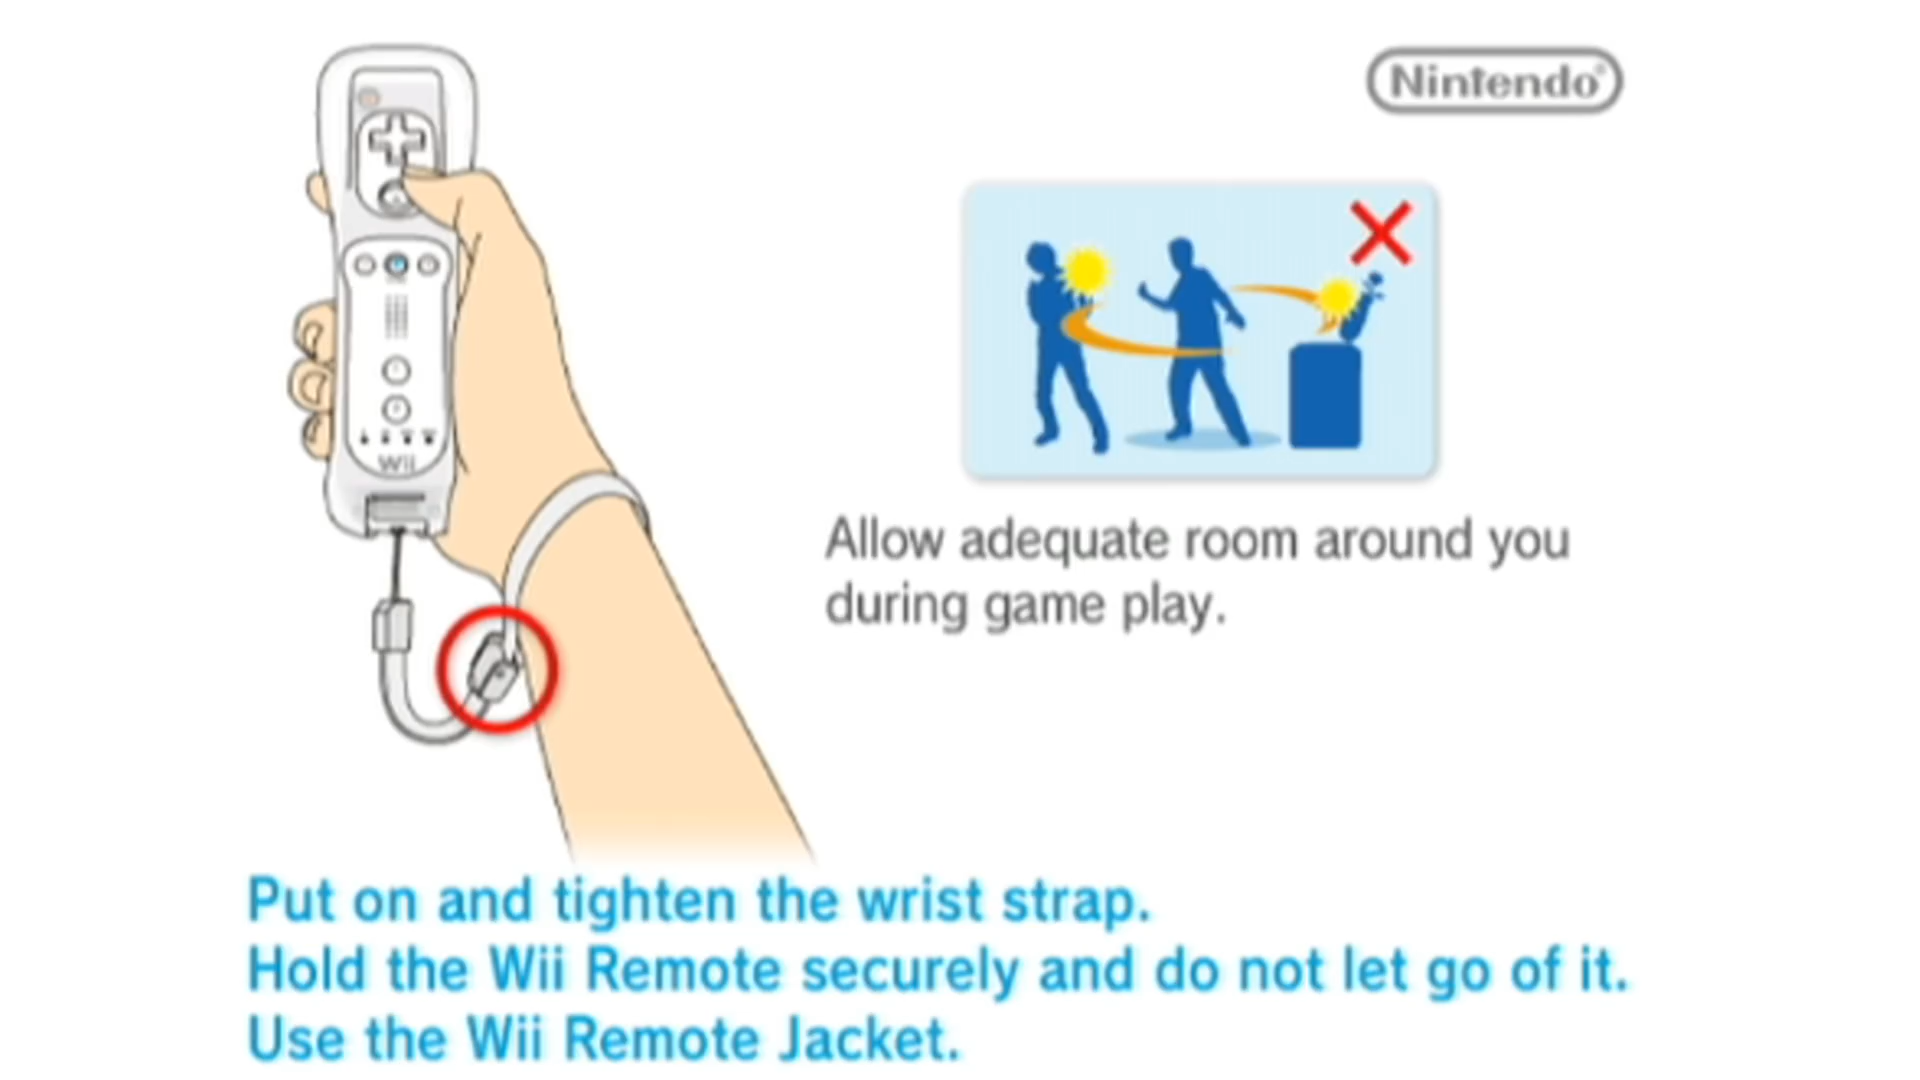 Nintendo®
Wii
Allow adequate room around you
during game play.
Put on and tighten the wrist strap.
Hold the Wii Remote securely and do not let go of it.
Use the Wii Remote Jacket.